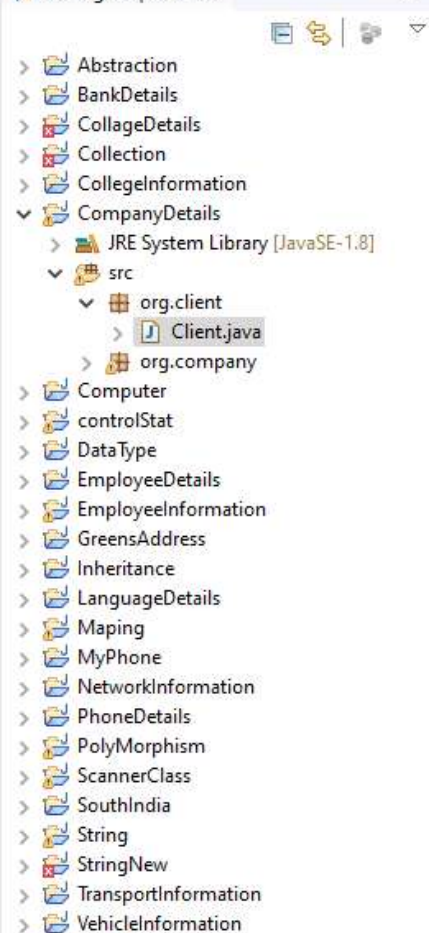 Abstraction
BankDetails
CollageDetails
Collection
CollegeInformation
CompanyDetails
JRE System Library [JavaSE-1.8]
src
org.client
Client.java
org.company
Computer
controlStat
DataType
EmployeeDetails
EmployeeInformation
GreensAddress
Inheritance
LanguageDetails
Maping
MyPhone
NetworkInformation
PhoneDetails
PolyMorphism
ScannerClass
SouthIndia
String
StringNew
TransportInformation
VehicleInformation